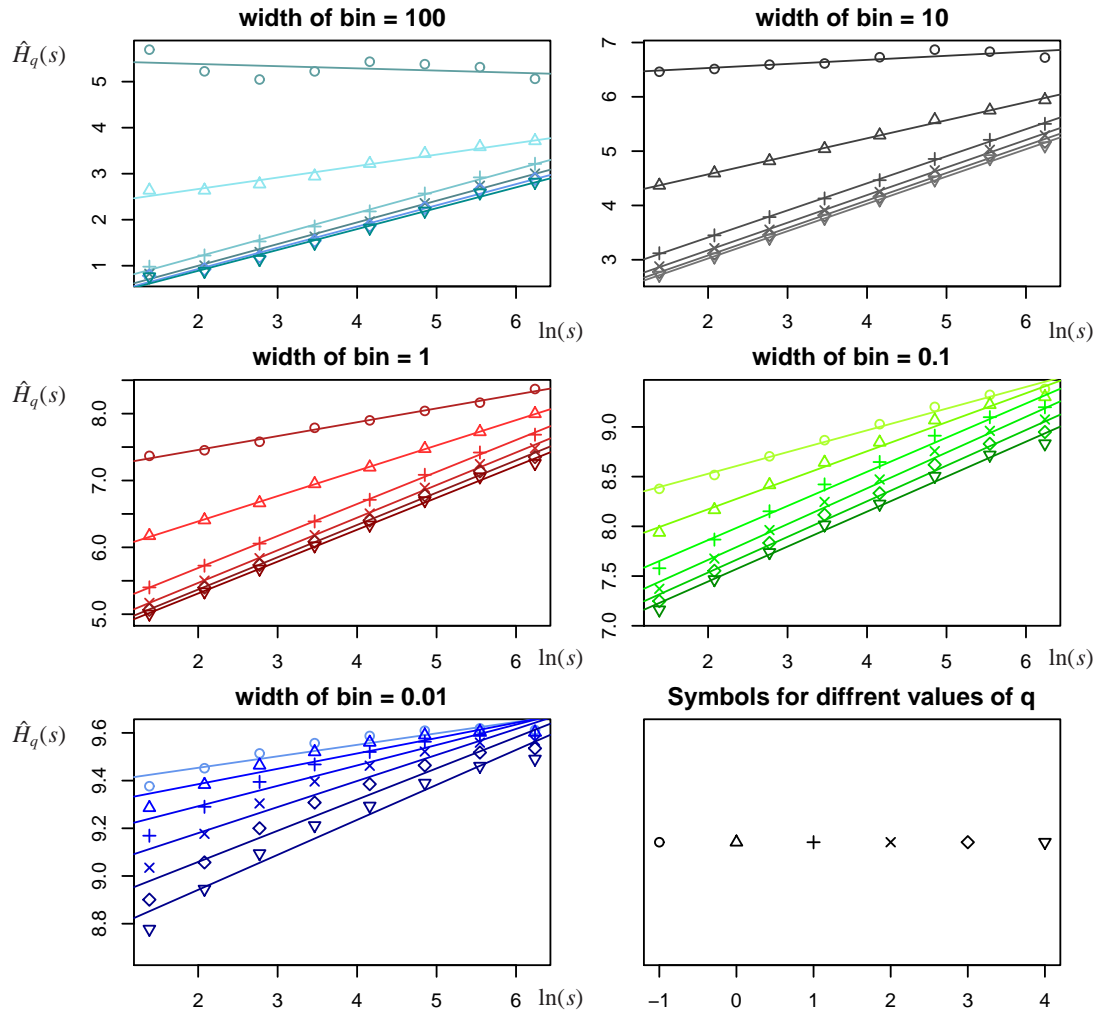 width of bin = 100
width of bin = 10
Ĥq(s)
5
4
3
2
1
2 3 4 5 6
ln(s)
7
6
5
4
3
2 3 4 5 6
ln(s)
width of bin = 1
width of bin = 0.1
Ĥq(s)
8.0
7.0
6.0
5.0
2 3 4 5 6
ln(s)
9.0
8.5
8.0
7.5
7.0
2 3 4 5 6
ln(s)
width of bin = 0.01
Symbols for diffrent values of q
Ĥq(s)
9.6
9.4
9.2
9.0
8.8
2 3 4 5 6
ln(s)
−1 0 1 2 3 4